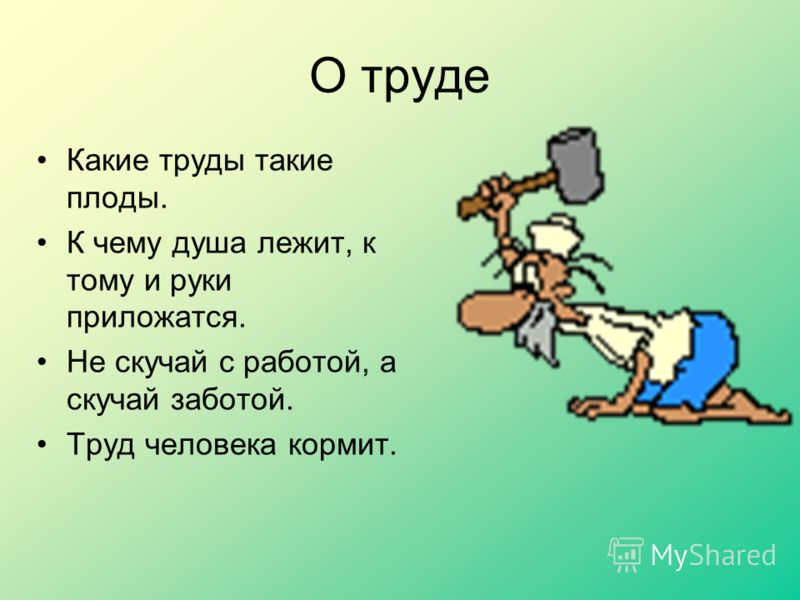 О труде
• Какие труды такие
плоды.
• К чему душа лежит, к
тому и руки
приложатся.
• Не скучай с работой, а
скучай заботой.
• Труд человека кормит.
MyShared